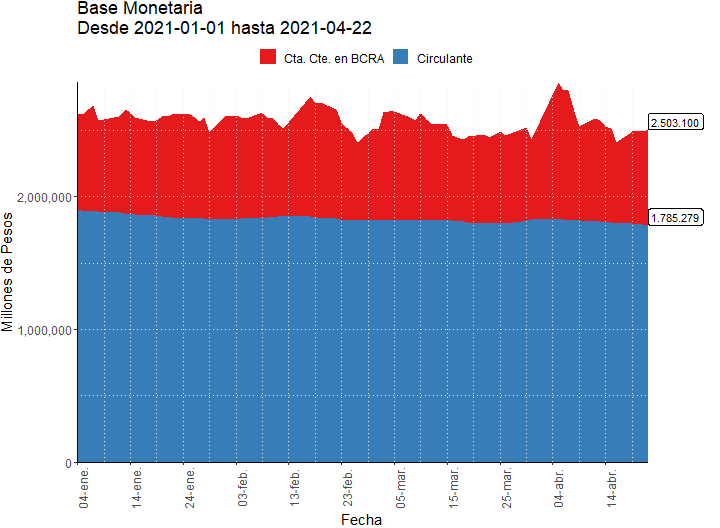 Base Monetaria
Desde 2021-01-01 hasta 2021-04-22
Cta. Cte. en BCRA
Circulante
Millones de Pesos
2,000,000
1,000,000
0
2.503.100
1.785.279
04-ene.
14-ene.
24-ene.
03-feb.
13-feb.
23-feb.
05-mar.
15-mar.
25-mar.
04-abr.
14-abr.
Fecha